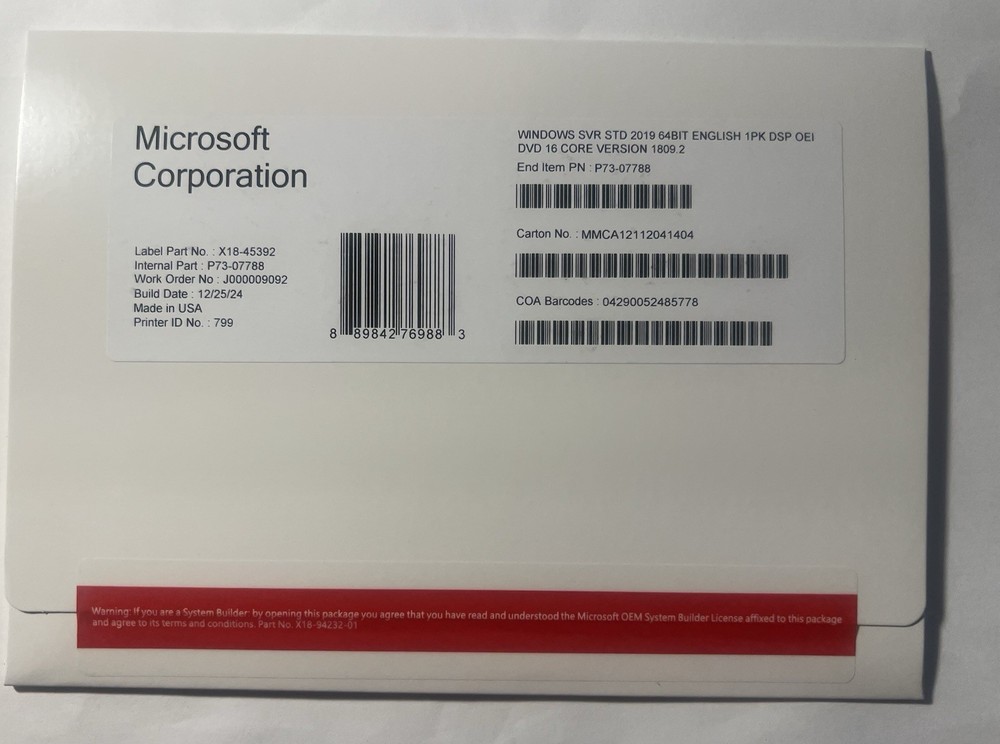 Microsoft
Corporation
Label Part No. : X18-45392
Internal Part : P73-07788
Work Order No : J000009092
Build Date : 12/25/24
Made in USA
Printer ID No. : 799
8 89842 76988 3
WINDOWS SVR STD 2019 64BIT ENGLISH 1PK DSP OEI
DVD 16 CORE VERSION 1809.2
End Item PN : P73-07788
Carton No. : MMCA12112041404
COA Barcodes : 04290052485778
Warning: If you are a System Builder: by opening this package you agree that you have read and understood the Microsoft OEM System Builder License affixed to this package
and agree to its terms and conditions. Part No. X18-94232-01